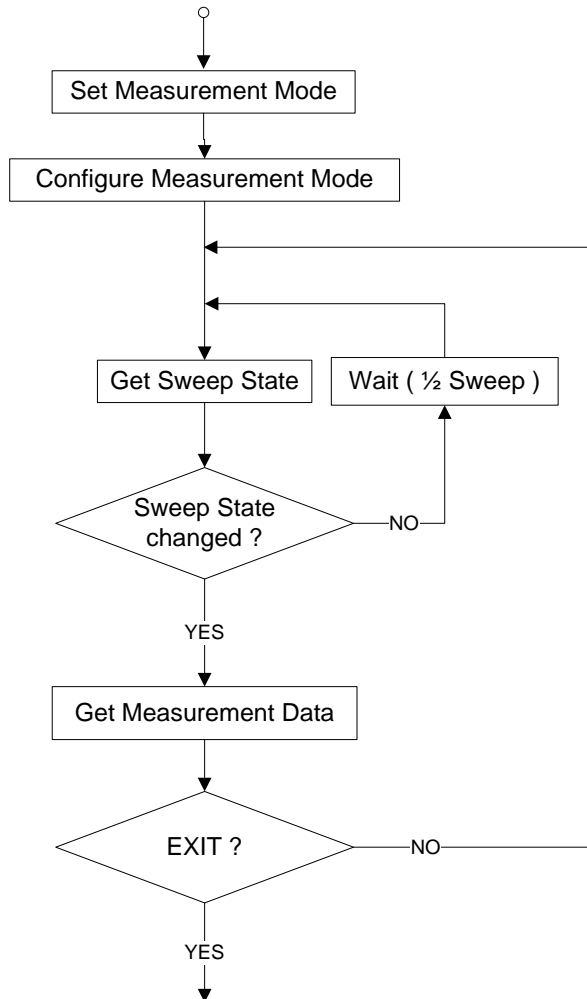 Set Measurement Mode
Configure Measurement Mode
Get Sweep State
Wait ( ½ Sweep )
Sweep State
changed ?
NO
YES
Get Measurement Data
EXIT ?
NO
YES